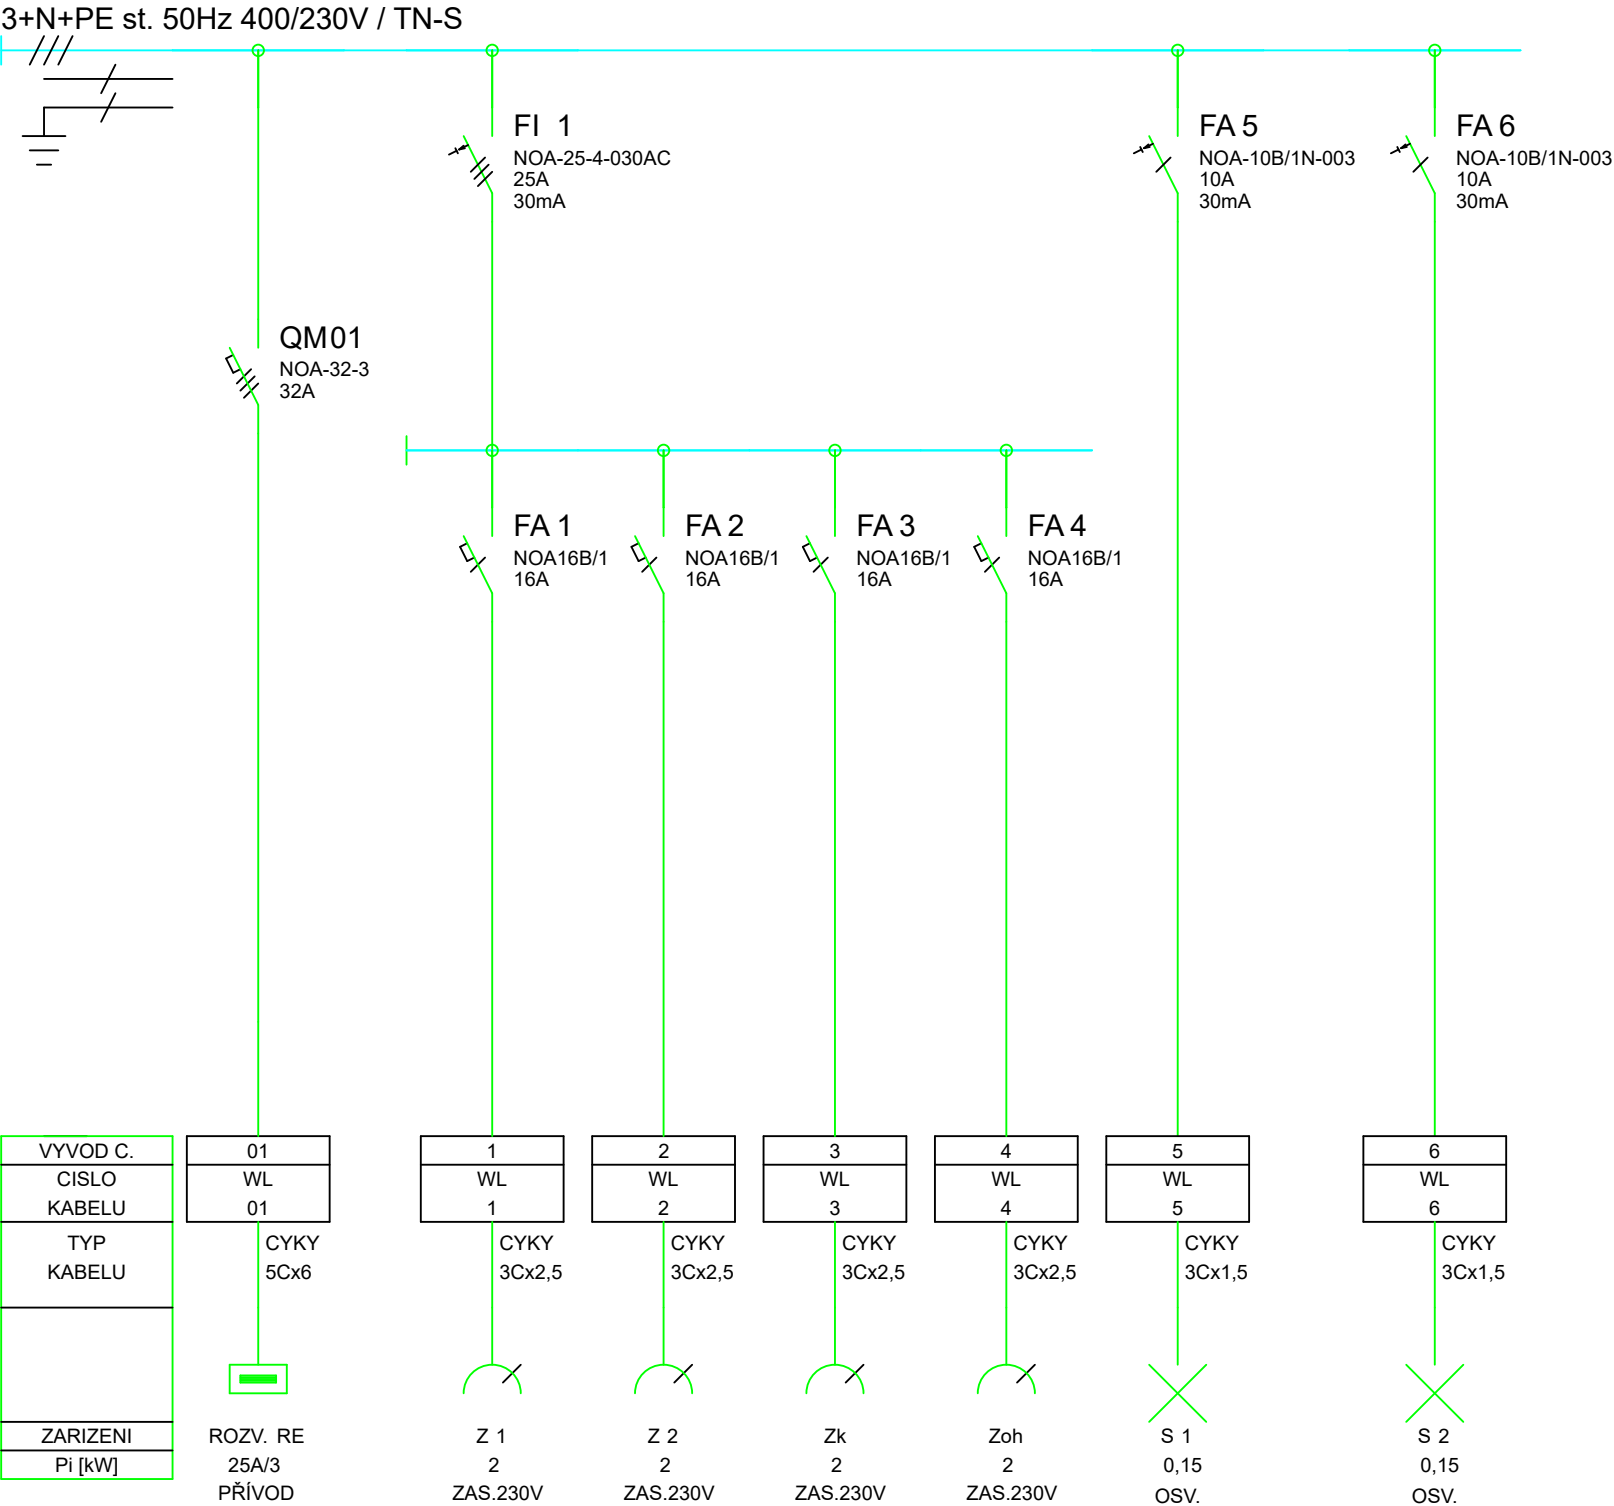 3+N+PE st. 50Hz 400/230V / TN-S
FI 1
NOA-25-4-030AC
25A
30mA
FA 5
NOA-10B/1N-003
10A
30mA
FA 6
NOA-10B/1N-003
10A
30mA
QM01
NOA-32-3
32A
FA 1
NOA16B/1
16A
FA 2
NOA16B/1
16A
FA 3
NOA16B/1
16A
FA 4
NOA16B/1
16A
VYVOD C. 01 1 2 3 4 5 6
CISLO WL WL WL WL WL WL WL
KABELU 01 1 2 3 4 5 6
TYP CYKY CYKY CYKY CYKY CYKY CYKY CYKY
KABELU 5Cx6 3Cx2,5 3Cx2,5 3Cx2,5 3Cx2,5 3Cx1,5 3Cx1,5
ZARIZENI ROZV. RE Z 1 Z 2 Zk Zoh S 1 S 2
Pi [kW] 25A/3 2 2 2 2 0,15 0,15
PŘÍVOD ZAS.230V ZAS.230V ZAS.230V ZAS.230V OSV. OSV.